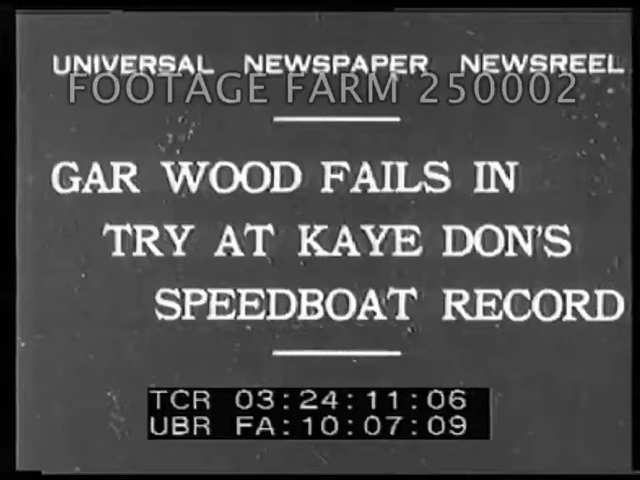 UNIVERSAL NEWSPAPER NEWSREEL
FOOTAGE FARM 250002
GAR WOOD FAILS IN
TRY AT KAYE DON'S
SPEEDBOAT RECORD
TCR 03:24:11:06
UBR FA:10:07:09